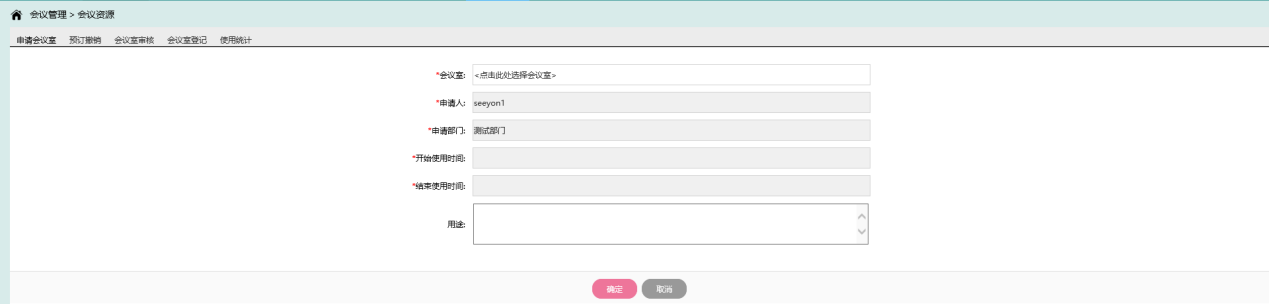 会议管理 > 会议资源
申请会议室 预订撤销 会议室审核 会议室登记 使用统计
*会议室: <点击此处选择会议室>
*申请人: seeyon1
*申请部门: 测试部门
*开始使用时间:
*结束使用时间:
用途:
确定 取消